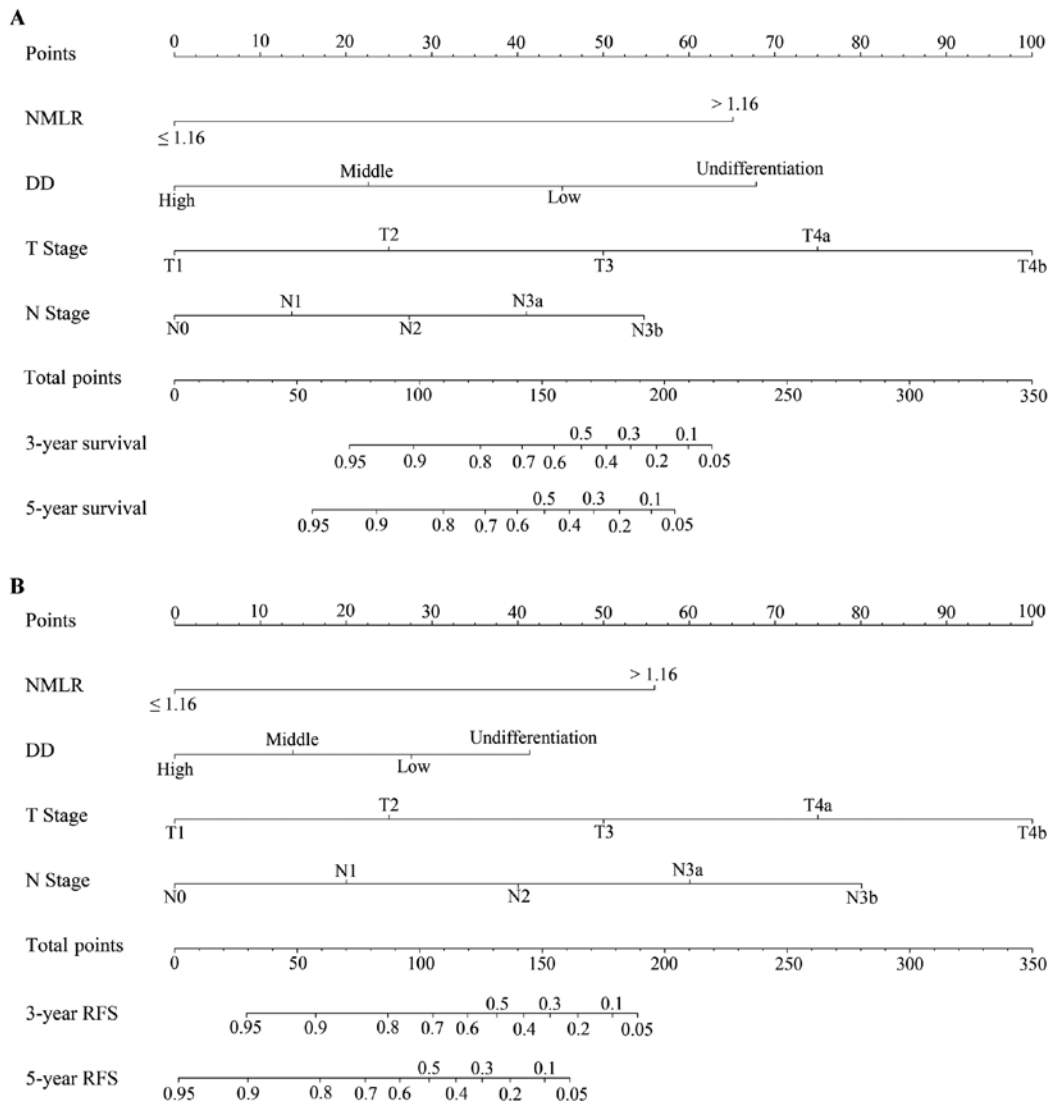 A
Points 0 10 20 30 40 50 60 70 80 90 100
NMLR > 1.16
≤ 1.16
DD Middle Undifferentiation
High Low
T Stage T2 T4a
T1 T3 T4b
N Stage N1 N3a
N0 N2 N3b
Total points
0 50 100 150 200 250 300 350
3-year survival 0.5 0.3 0.1
0.95 0.9 0.8 0.7 0.6 0.4 0.2 0.05
5-year survival 0.5 0.3 0.1
0.95 0.9 0.8 0.7 0.6 0.4 0.2 0.05
B
Points 0 10 20 30 40 50 60 70 80 90 100
NMLR > 1.16
≤ 1.16
DD Middle Undifferentiation
High Low
T Stage T2 T4a
T1 T3 T4b
N Stage N1 N3a
N0 N2 N3b
Total points
0 50 100 150 200 250 300 350
3-year RFS 0.5 0.3 0.1
0.95 0.9 0.8 0.7 0.6 0.4 0.2 0.05
5-year RFS 0.5 0.3 0.1
0.95 0.9 0.8 0.7 0.6 0.4 0.2 0.05